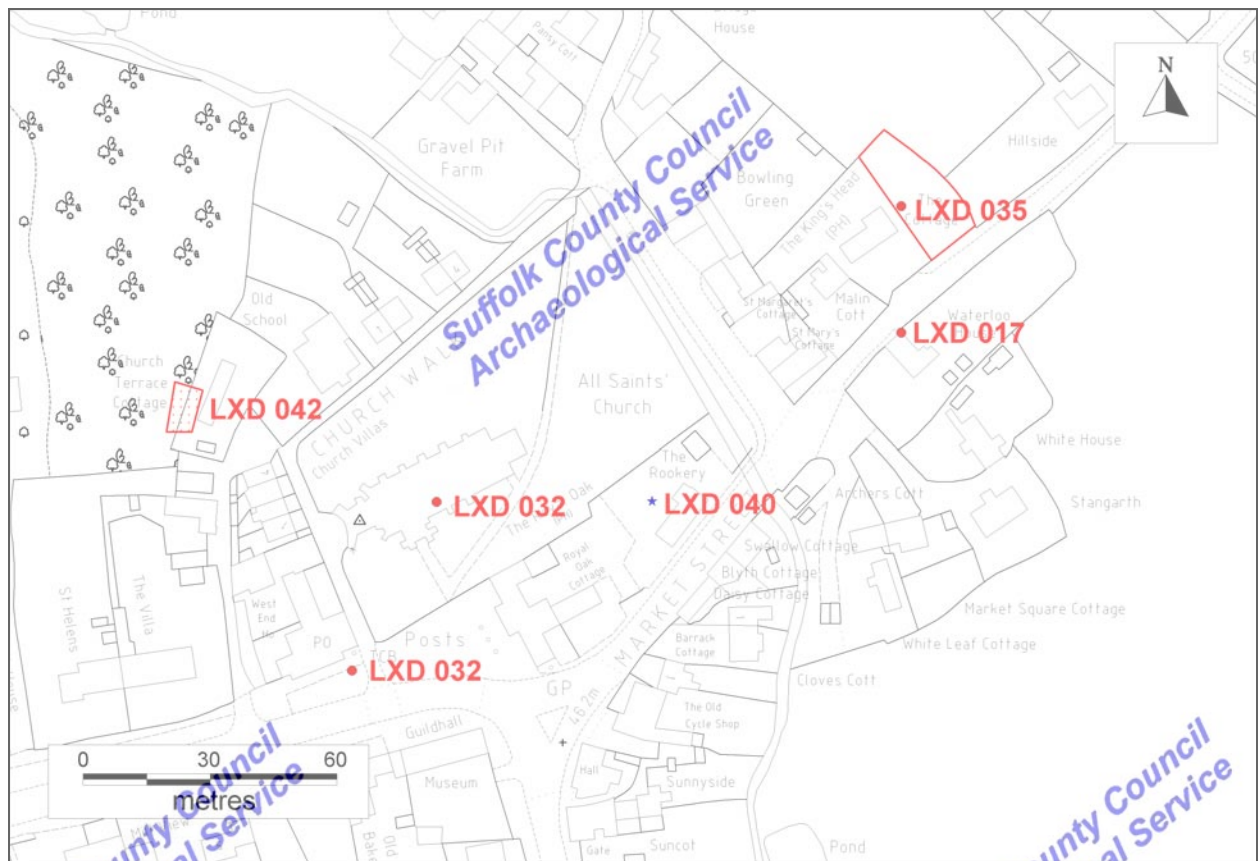 Pond
House
Pansy Cott
N
Gravel Pit
Farm
Hillside
Bowling
Green
The King's Head
(PH)
LXD 035
Suffolk County Council
Archaeological Service
St Margaret's
Cottage
Malin
Cott
St Mary's
Cottage
Waterloo
LXD 017
Old
School
4
1
Church
Terrace
Cottage
LXD 042
CHURCH WALK
Church Villas
All Saints'
Church
The
Rookery
White House
LXD 032
LXD 040
Archers Cott
Stangarth
Swallow Cottage
Blyth Cottage
Daisy Cottage
MARKET STREET
Royal
Oak
Cottage
St Helens
The Villa
West
End
PO
Posts
TCB
LXD 032
Market Square Cottage
White Leaf Cottage
Barrack
Cottage
Cloves Cott
GP
46.2m
The Old
Cycle Shop
Guildhall
Museum
Hall
Sunnyside
0 30 60
metres
Old
Gate
Suncot
Pond
County Council
Service
unty Council
al Service